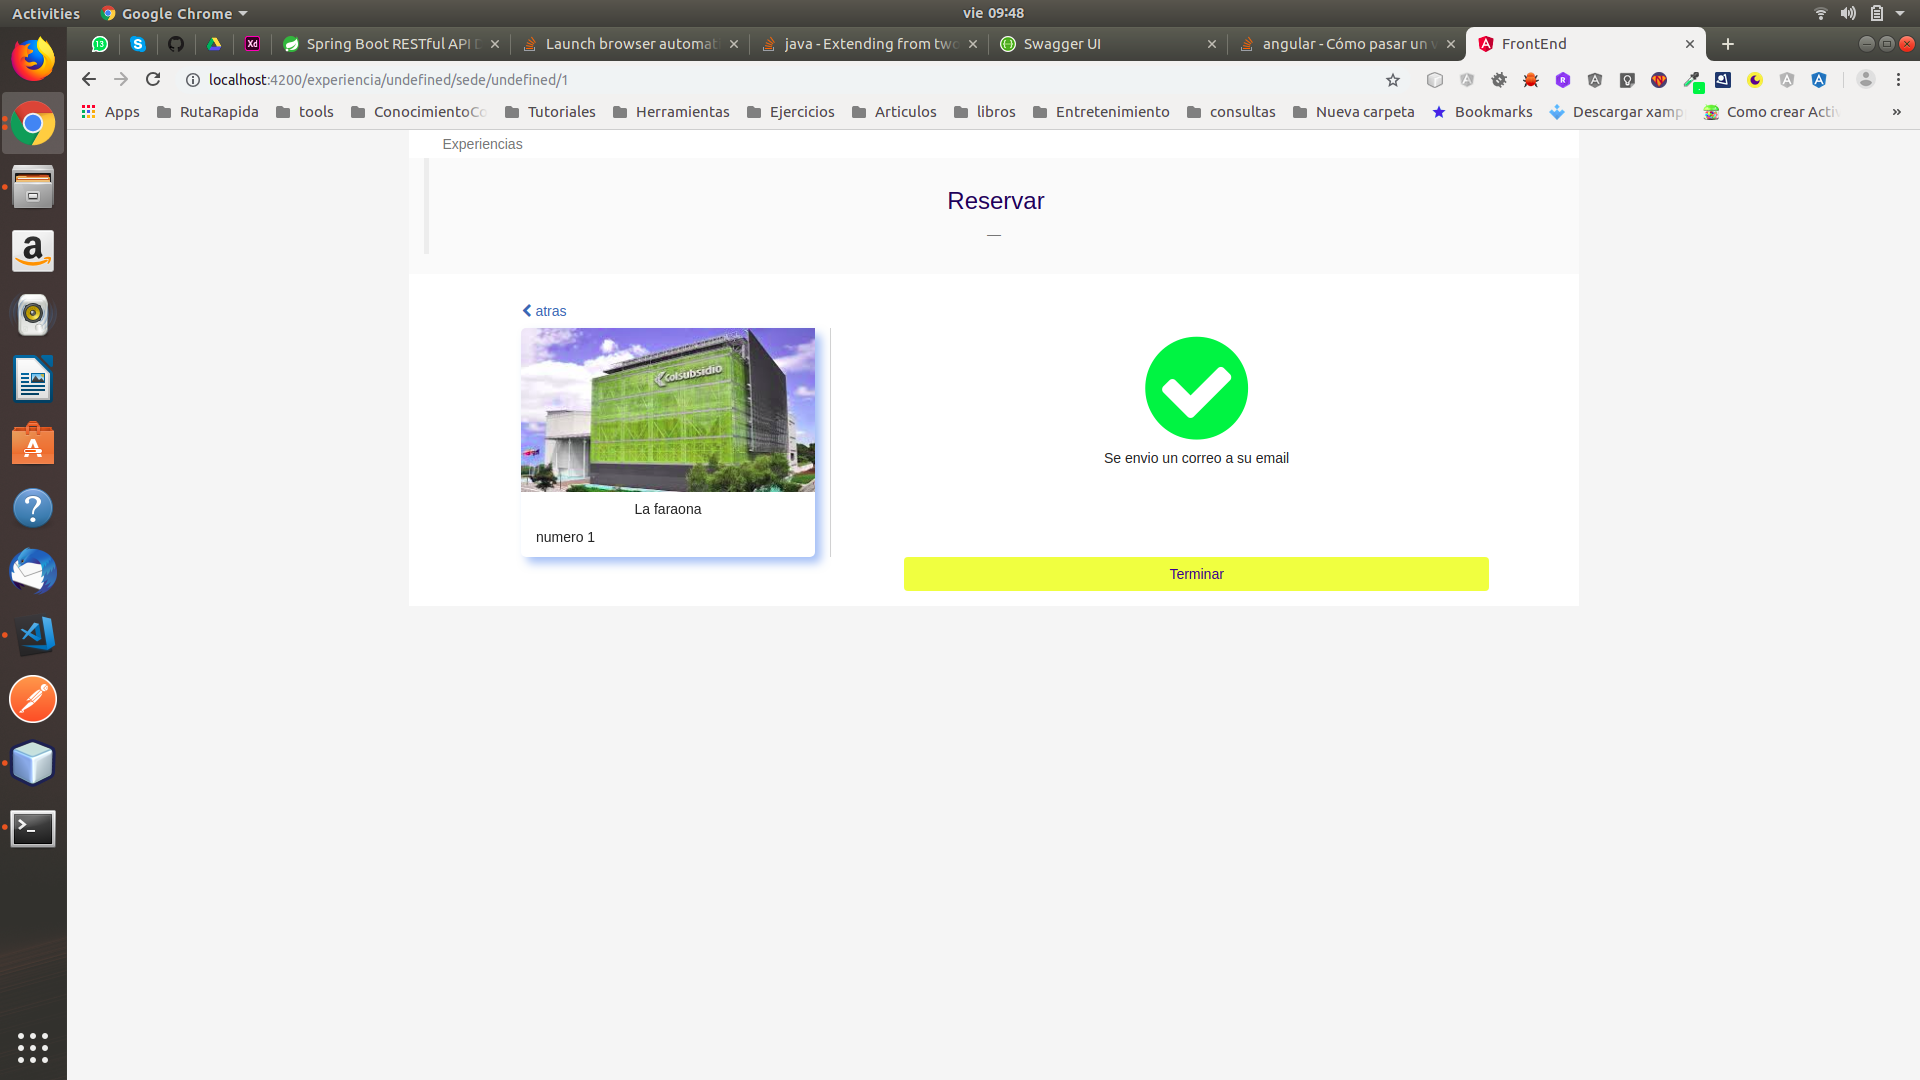 Activities Google Chrome vie 09:48
Spring Boot RESTful API Launch browser automat java - Extending from two Swagger UI angular - Cómo pasar un FrontEnd
localhost:4200/experiencia/undefined/sede/undefined/1
Apps RutaRapida tools ConocimientoCo Tutoriales Herramientas Ejercicios Articulos libros Entretenimiento consultas Nueva carpeta Bookmarks Descargar xamp Como crear Acti »
Experiencias
Reservar
—
atras
Colsubsidio
Se envio un correo a su email
La faraona
numero 1
Terminar